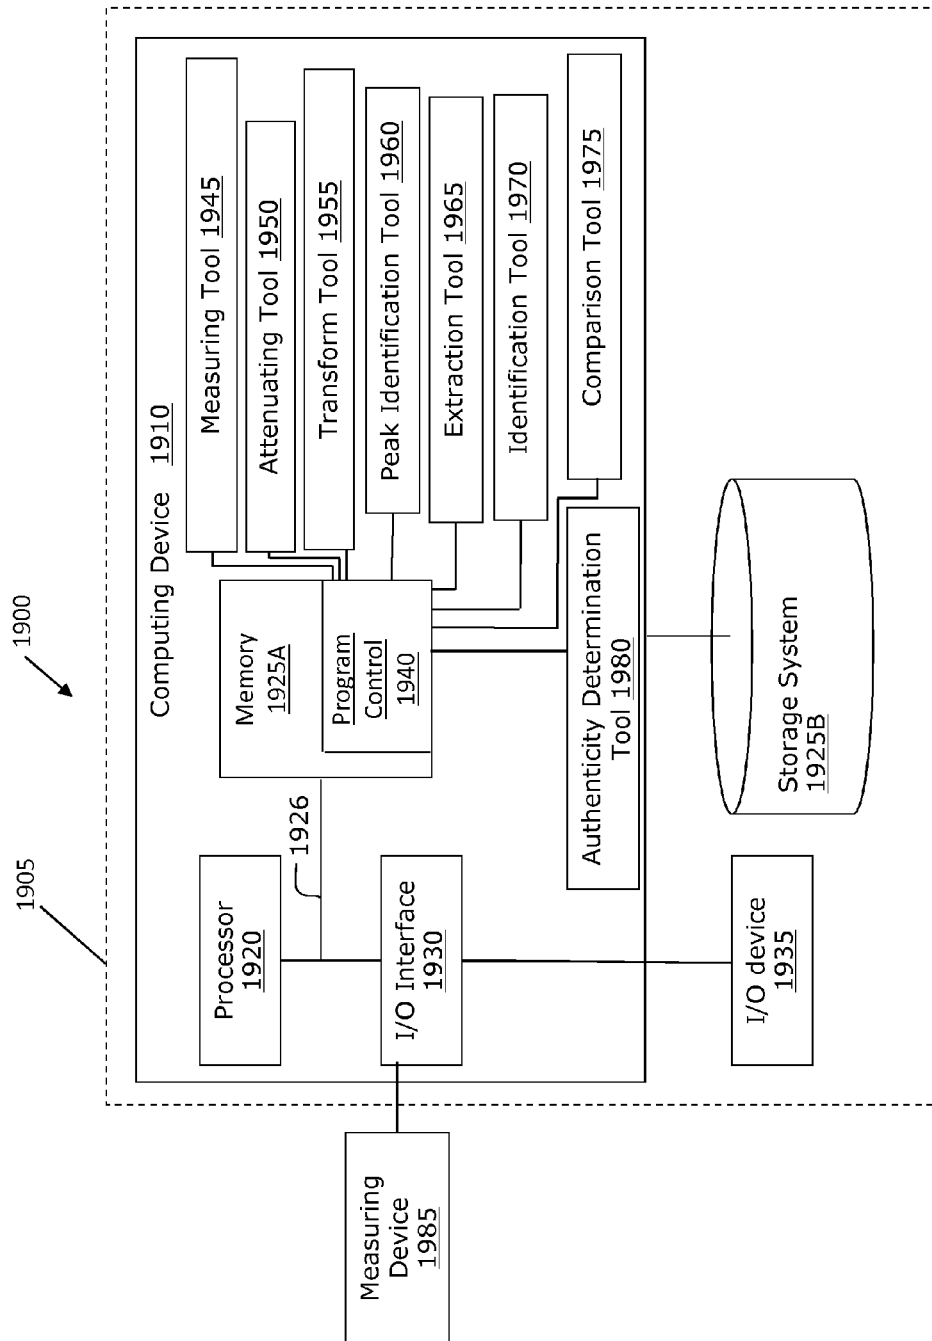 1900
1905
Computing Device 1910
Processor
1920
1926
Memory
1925A
Program
Control
1940
Measuring Tool 1945
Attenuating Tool 1950
Transform Tool 1955
Peak Identification Tool 1960
Extraction Tool 1965
Identification Tool 1970
Comparison Tool 1975
Measuring
Device
1985
I/O Interface
1930
Authenticity Determination
Tool 1980
I/O device
1935
Storage System
1925B